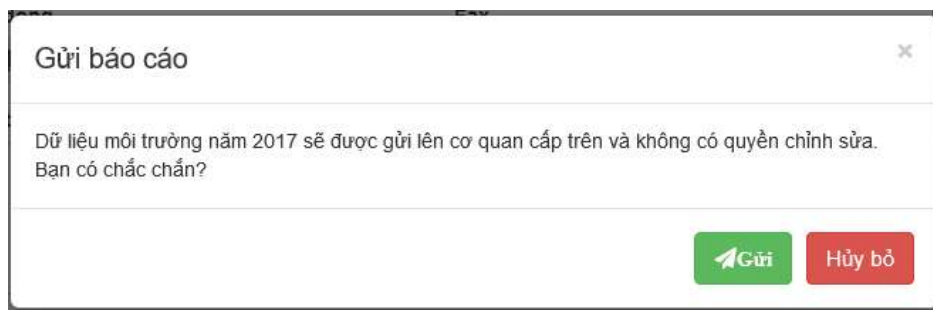 Gửi báo cáo
×
Dữ liệu môi trường năm 2017 sẽ được gửi lên cơ quan cấp trên và không có quyền chỉnh sửa.
Bạn có chắc chắn?
Gửi Hủy bỏ